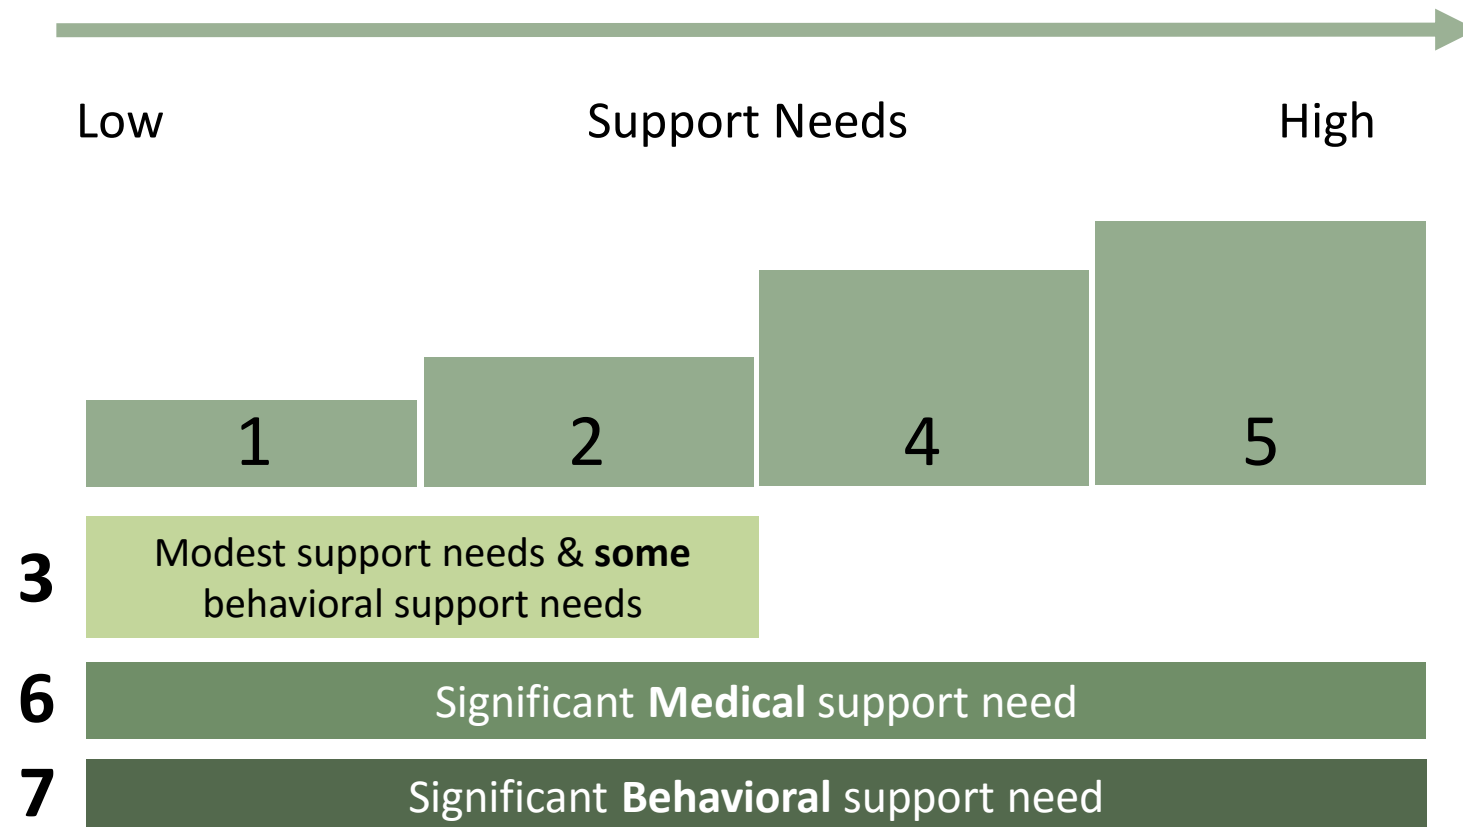 Low Support Needs High
1 2 4 5
3 Modest support needs & some
behavioral support needs
6 Significant Medical support need
7 Significant Behavioral support need